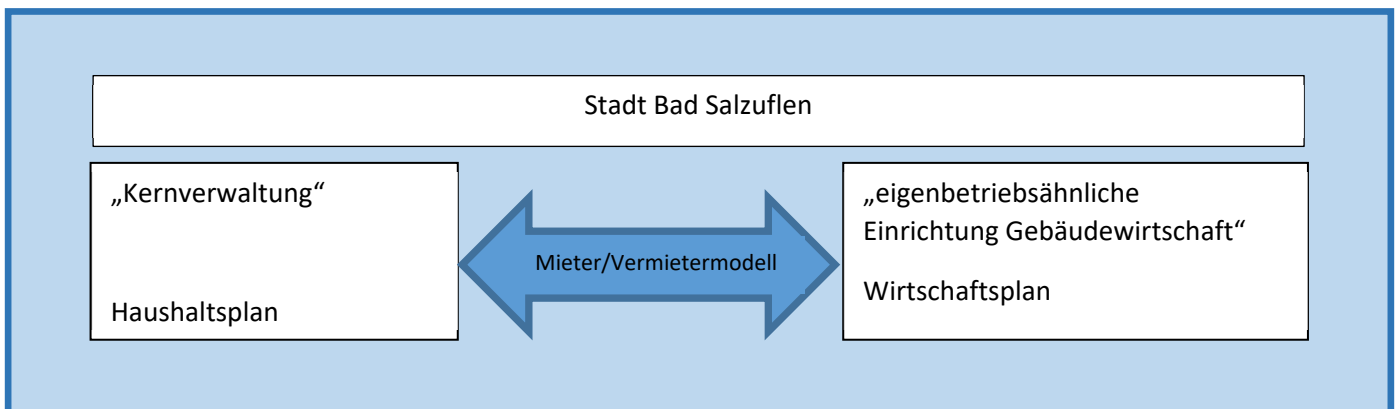 Stadt Bad Salzuflen
„Kernverwaltung“
Haushaltsplan
Mieter/Vermietermodell
„eigenbetriebsähnliche
Einrichtung Gebäudewirtschaft“
Wirtschaftsplan